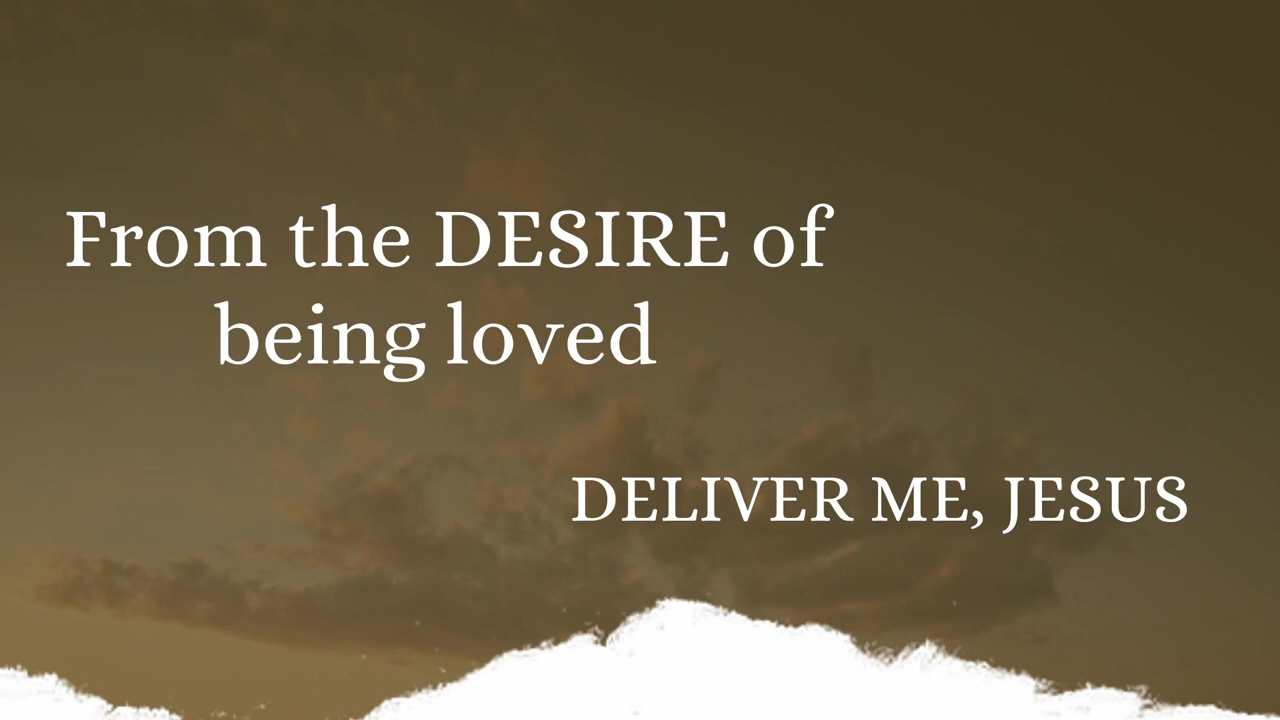 From the DESIRE of
being loved
DELIVER ME, JESUS